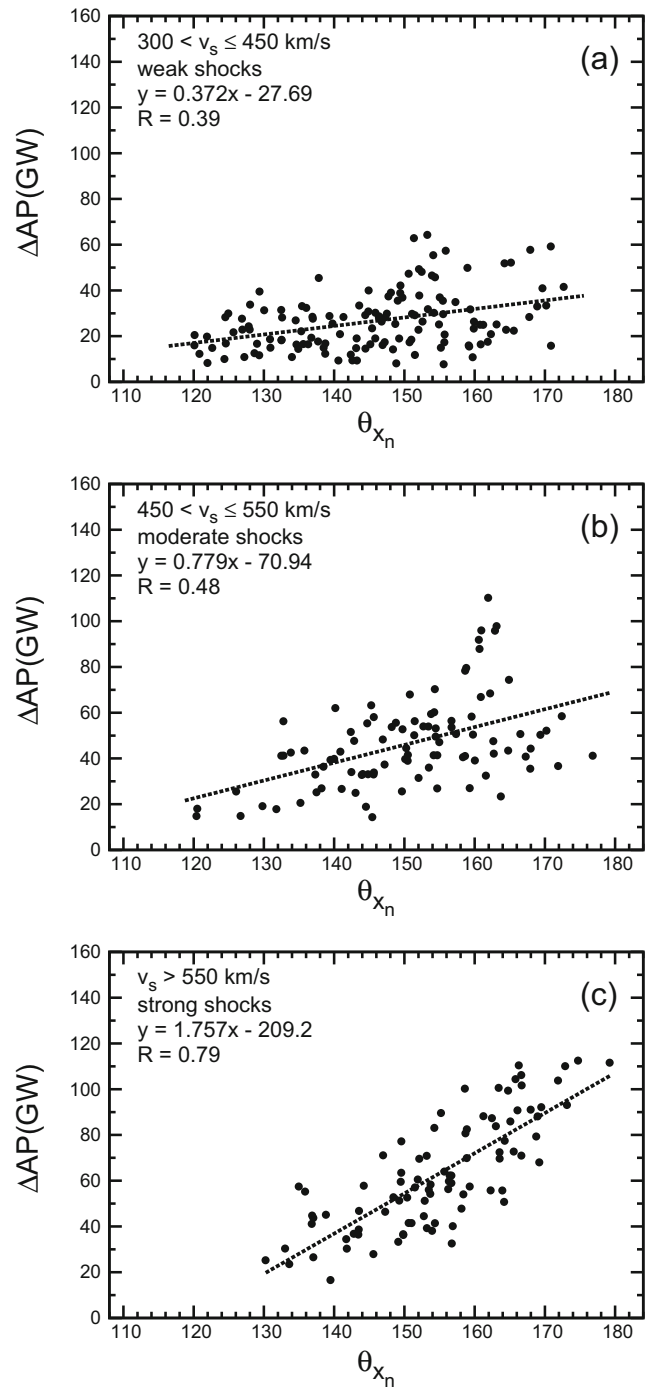 160
300 < vs ≤ 450 km/s
(a)
weak shocks
140
y = 0.372x - 27.69
120
R = 0.39
100
80
60
40
20
0
ΔAP(GW)
110 120 130 140 150 160 170 180
θxn
160
450 < vs ≤ 550 km/s
(b)
moderate shocks
140
y = 0.779x - 70.94
120
R = 0.48
100
80
60
40
20
0
ΔAP(GW)
110 120 130 140 150 160 170 180
θxn
160
vs > 550 km/s
(c)
strong shocks
140
y = 1.757x - 209.2
120
R = 0.79
100
80
60
40
20
0
ΔAP(GW)
110 120 130 140 150 160 170 180
θxn